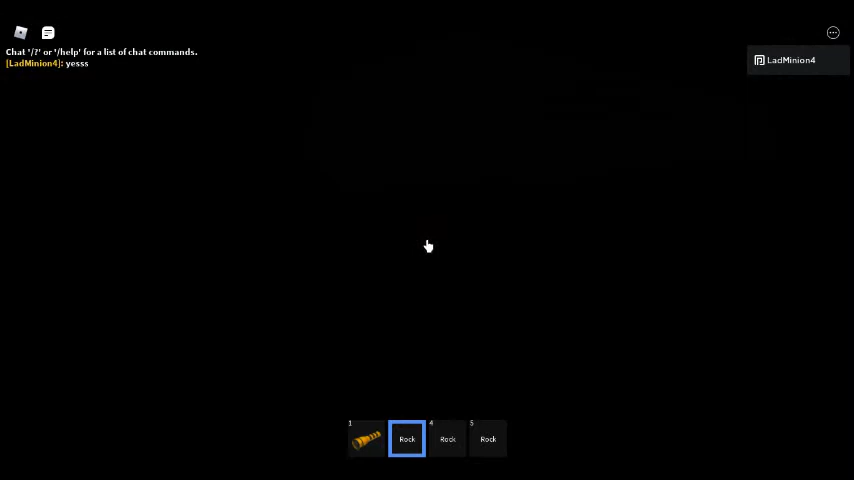 Chat '/?' or '/help' for a list of chat commands.
[LadMinion4]: yesss
LadMinion4
1
Rock
4
Rock
5
Rock